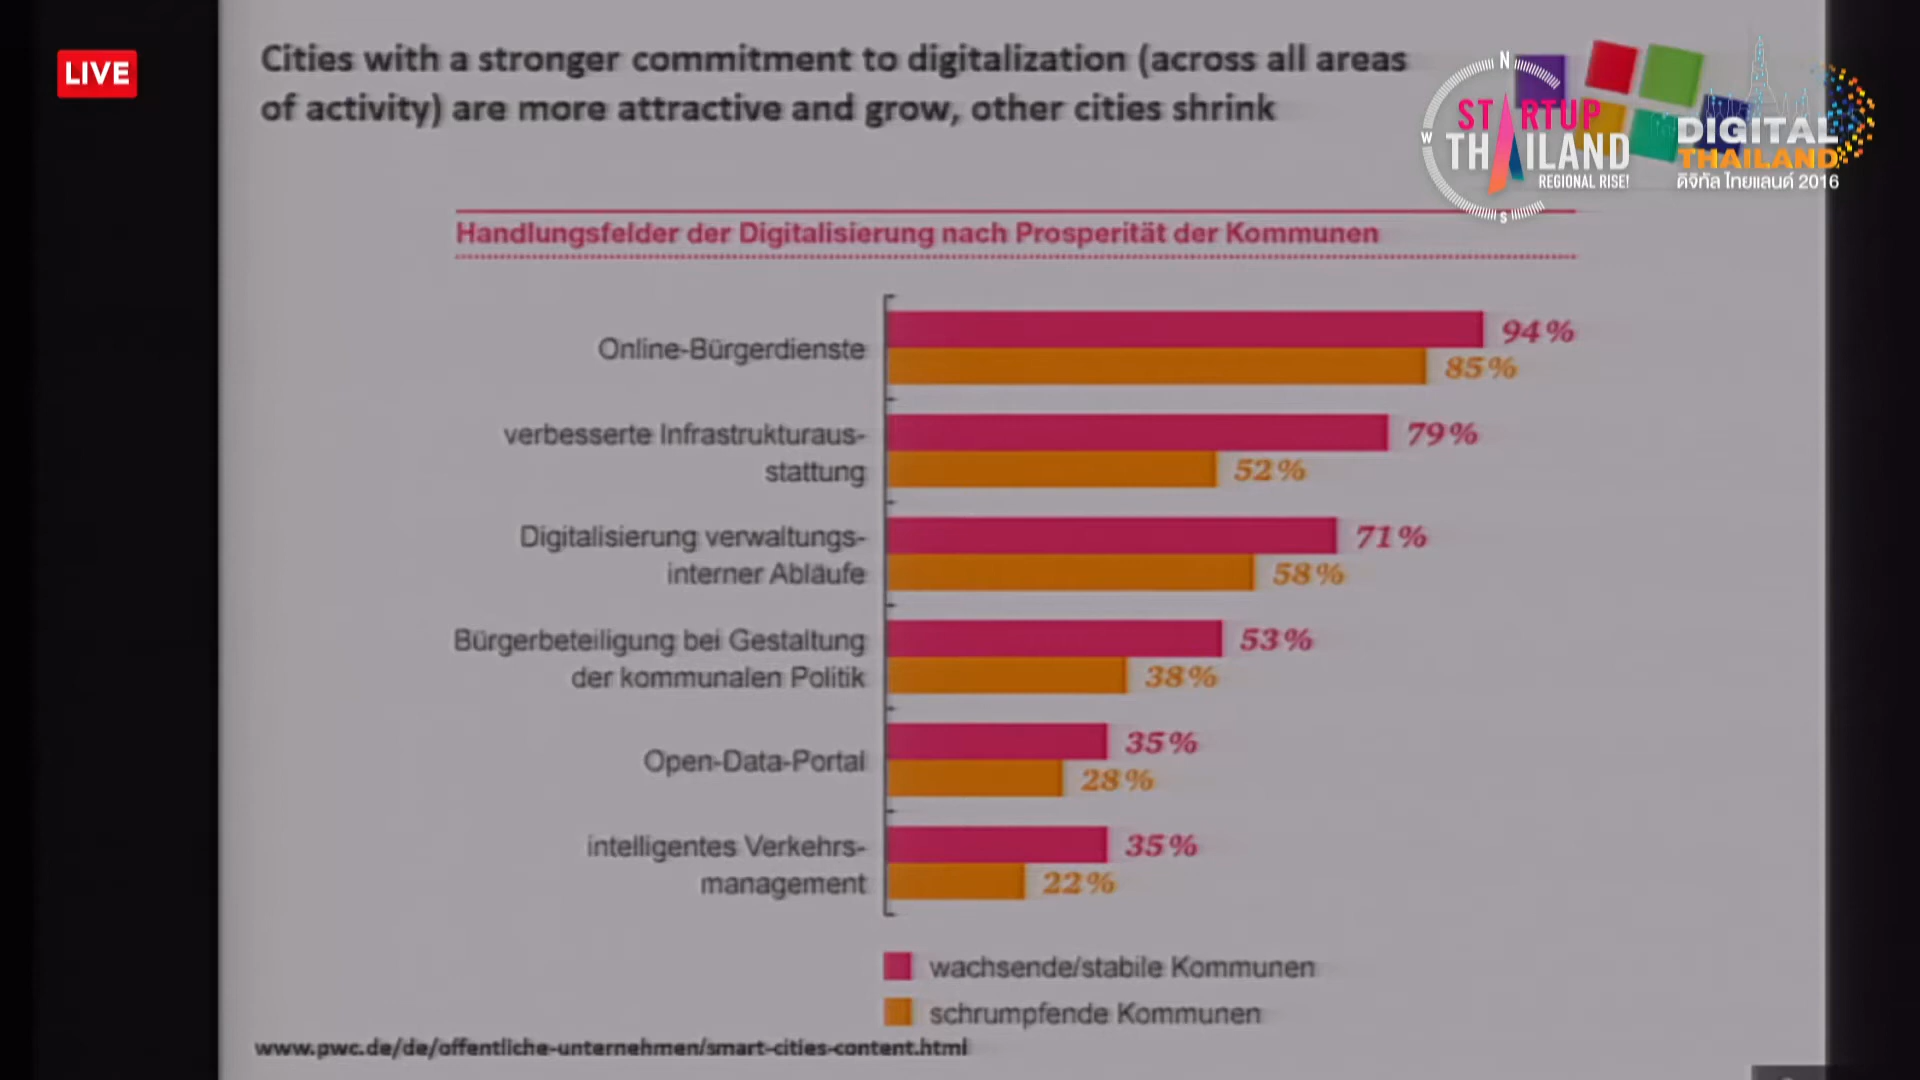 LIVE
Cities with a stronger commitment to digitalization (across all areas
of activity) are more attractive and grow, other cities shrink
N
W
S
STARTUP
THAILAND
REGIONAL RISE!
DIGITAL
THAILAND
ดิจิทัล ไทยแลนด์ 2016
Handlungsfelder der Digitalisierung nach Prosperität der Kommunen
Online-Bürgerdienste
94%
85%
verbesserte Infrastrukturaus-
stattung
79%
52%
Digitalisierung verwaltungs-
interner Abläufe
71%
58%
Bürgerbeteiligung bei Gestaltung
der kommunalen Politik
53%
38%
Open-Data-Portal
35%
28%
intelligentes Verkehrs-
management
35%
22%
wachsende/stabile Kommunen
schrumpfende Kommunen
www.pwc.de/de/offentliche-unternehmen/smart-cities-content.html